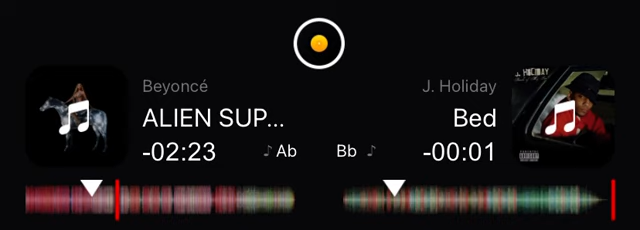 Beyoncé
ALIEN SUP...
-02:23 ♪ Ab
J. Holiday
Bed
Bb ♪ -00:01